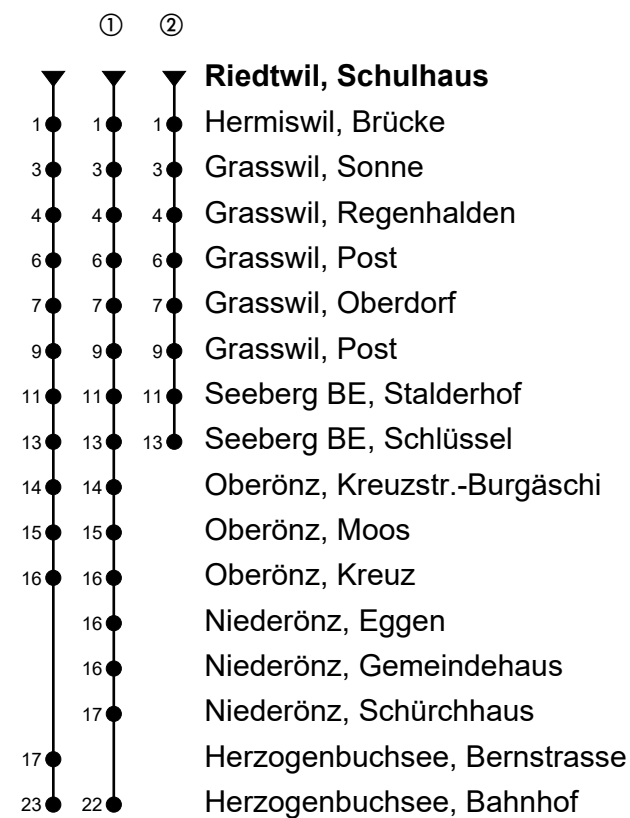 ① ②
Riedtwil, Schulhaus
1 1 1 Hermiswil, Brücke
3 3 3 Grasswil, Sonne
4 4 4 Grasswil, Regenhalden
6 6 6 Grasswil, Post
7 7 7 Grasswil, Oberdorf
9 9 9 Grasswil, Post
11 11 11 Seeberg BE, Stalderhof
13 13 13 Seeberg BE, Schlüssel
14 14 Oberönz, Kreuzstr.-Burgäschi
15 15 Oberönz, Moos
16 16 Oberönz, Kreuz
16 Niederönz, Eggen
16 Niederönz, Gemeindehaus
17 Niederönz, Schürchhaus
17 Herzogenbuchsee, Bernstrasse
23 22 Herzogenbuchsee, Bahnhof